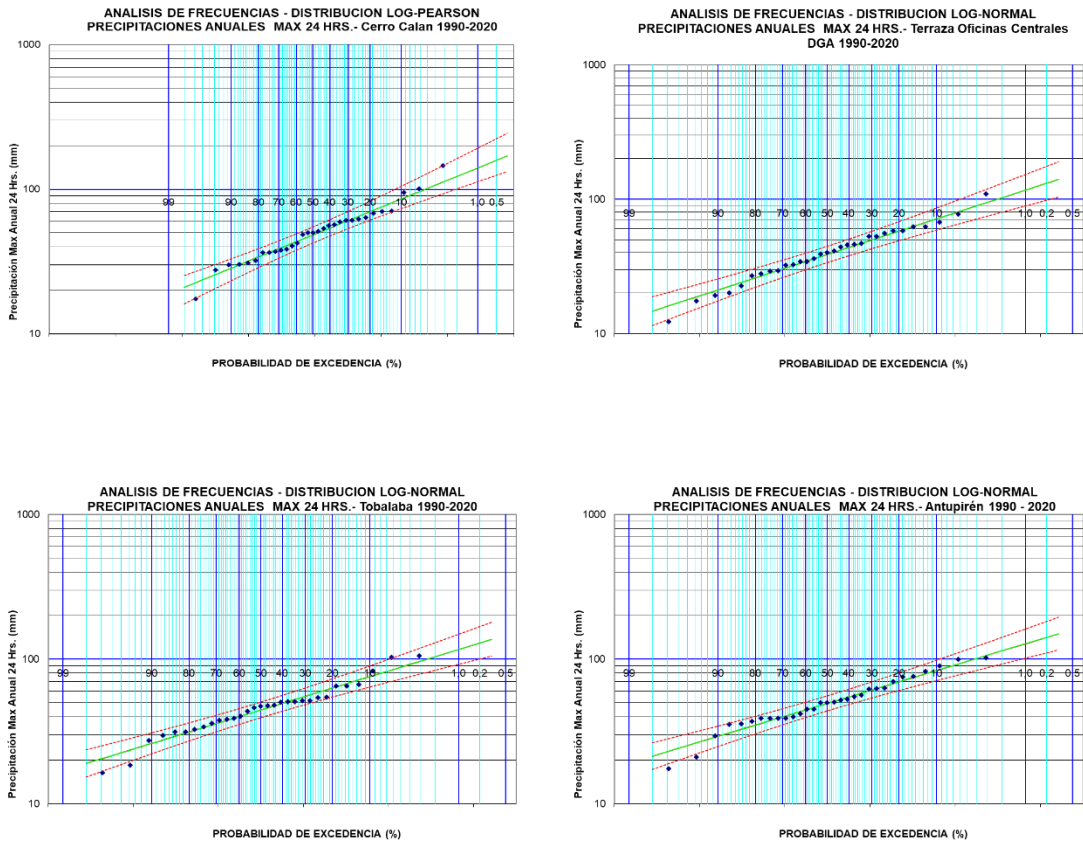 ANALISIS DE FRECUENCIAS - DISTRIBUCION LOG-PEARSON
PRECIPITACIONES ANUALES MAX 24 HRS.- Cerro Calan 1990-2020
1000
100
10
Precipitación Max Anual 24 Hrs. (mm)
99 90 80 70 60 50 40 30 20 10 1,0 0,5
PROBABILIDAD DE EXCEDENCIA (%)
ANALISIS DE FRECUENCIAS - DISTRIBUCION LOG-NORMAL
PRECIPITACIONES ANUALES MAX 24 HRS.- Terraza Oficinas Centrales
DGA 1990-2020
1000
100
10
Precipitación Max Anual 24 Hrs. (mm)
99 90 80 70 60 50 40 30 20 10 1,0 0,2 0,5
PROBABILIDAD DE EXCEDENCIA (%)
ANALISIS DE FRECUENCIAS - DISTRIBUCION LOG-NORMAL
PRECIPITACIONES ANUALES MAX 24 HRS.- Tobalaba 1990-2020
1000
100
10
Precipitación Max Anual 24 Hrs. (mm)
99 90 80 70 60 50 40 30 20 10 1,0 0,2 0,5
PROBABILIDAD DE EXCEDENCIA (%)
ANALISIS DE FRECUENCIAS - DISTRIBUCION LOG-NORMAL
PRECIPITACIONES ANUALES MAX 24 HRS.- Antupirén 1990 - 2020
1000
100
10
Precipitación Max Anual 24 Hrs. (mm)
99 90 80 70 60 50 40 30 20 10 1,0 0,2 0,5
PROBABILIDAD DE EXCEDENCIA (%)